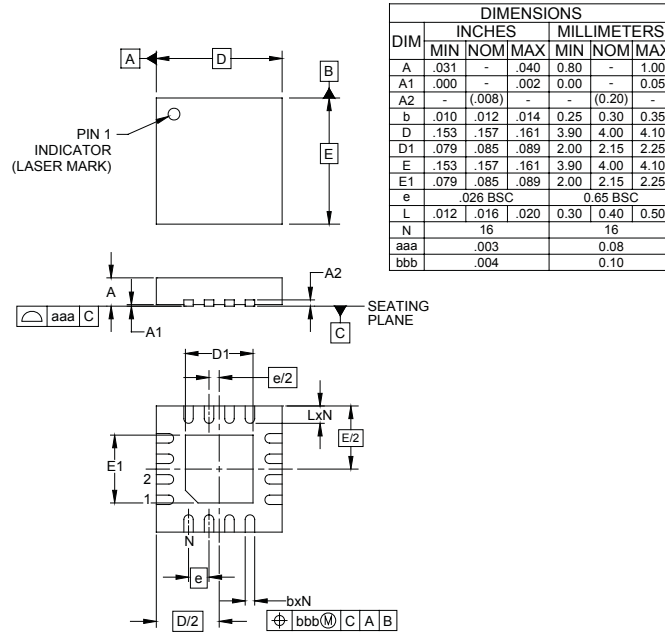 DIMENSIONS
DIM INCHES MILLIMETERS
MIN NOM MAX MIN NOM MAX
A .031 - .040 0.80 - 1.00
A1 .000 - .002 0.00 - 0.05
A2 - (.008) - - (0.20) -
b .010 .012 .014 0.25 0.30 0.35
D .153 .157 .161 3.90 4.00 4.10
D1 .079 .085 .089 2.00 2.15 2.25
E .153 .157 .161 3.90 4.00 4.10
E1 .079 .085 .089 2.00 2.15 2.25
e .026 BSC 0.65 BSC
L .012 .016 .020 0.30 0.40 0.50
N 16 16
aaa .003 0.08
bbb .004 0.10
A D
B
PIN 1
INDICATOR
(LASER MARK)
E
A2
A
SEATING
PLANE
aaa C
A1
C
D1
e/2
LxN
E/2
E1
2
1
N
e
bxN
D/2
bbb Ⓜ C A B